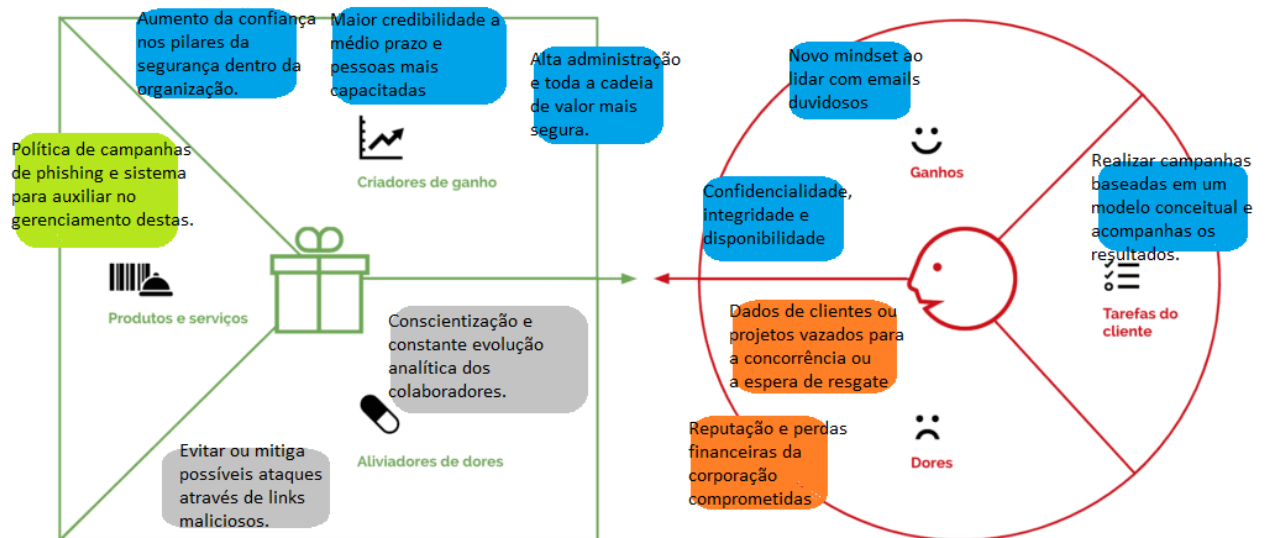 Aumento da confiança
nos pilares da
segurança dentro da
organização.
Maior credibilidade a
médio prazo e
pessoas mais
capacitadas
Alta administração
e toda a cadeia
de valor mais
segura.
Criadores de ganho
Política de campanhas
de phishing e sistema
para auxiliar no
gerenciamento destas.
Produtos e serviços
Conscientização e
constante evolução
analítica dos
colaboradores.
Aliviadores de dores
Evitar ou mitiga
possíveis ataques
através de links
maliciosos.
Novo mindset ao
lidar com emails
duvidosos
Ganhos
Confidencialidade,
integridade e
disponibilidade
Realizar campanhas
baseadas em um
modelo conceitual e
acompanhas os
resultados.
Tarefas do
cliente
Dados de clientes ou
projetos vazados para
a concorrência ou
a espera de resgate
Reputação e perdas
financeiras da
corporação
comprometidas
Dores